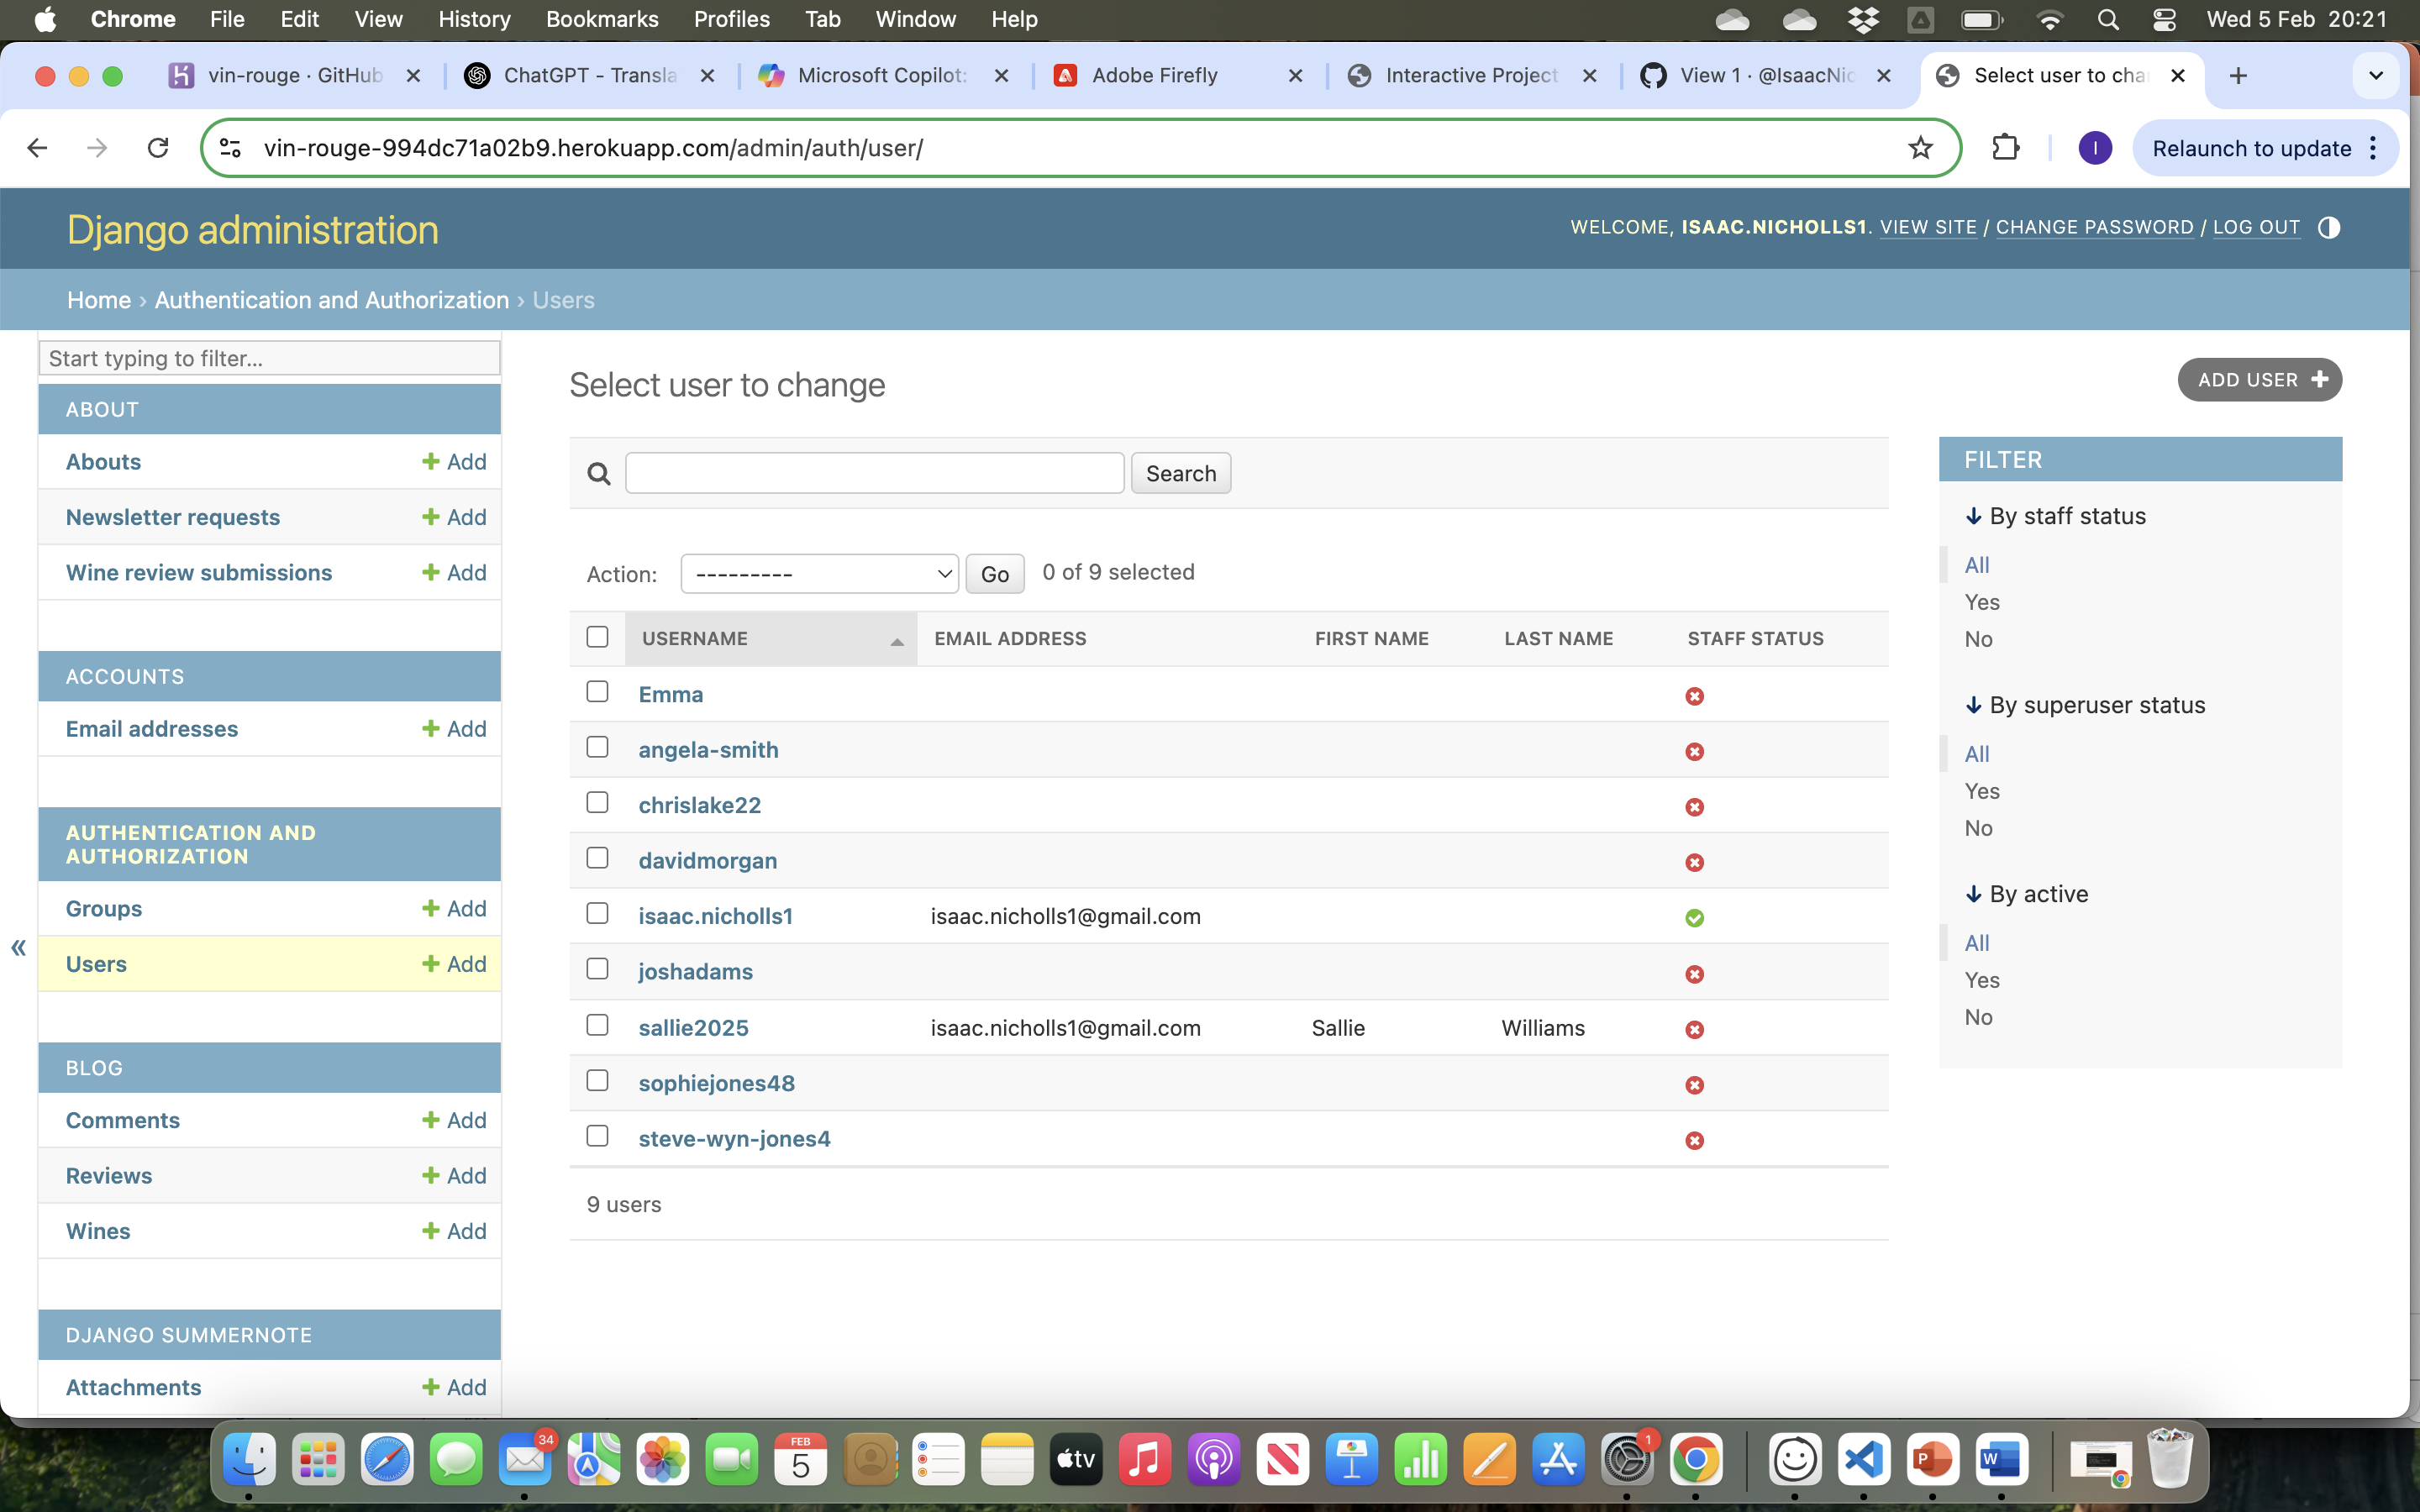 Chrome File Edit View History Bookmarks Profiles Tab Window Help Wed 5 Feb 20:21
vin-rouge · GitHub ChatGPT - Transla Microsoft Copilot: Adobe Firefly Interactive Project View 1 · @IsaacNic Select user to cha
vin-rouge-994dc71a02b9.herokuapp.com/admin/auth/user/ I Relaunch to update
Django administration
WELCOME, ISAAC.NICHOLLS1. VIEW SITE / CHANGE PASSWORD / LOG OUT
Home › Authentication and Authorization › Users
Start typing to filter...
ABOUT
Abouts + Add
Newsletter requests + Add
Wine review submissions + Add
ACCOUNTS
Email addresses + Add
AUTHENTICATION AND
AUTHORIZATION
Groups + Add
Users + Add
«
BLOG
Comments + Add
Reviews + Add
Wines + Add
DJANGO SUMMERNOTE
Attachments + Add
Select user to change
ADD USER +
Search
Action: --------- Go 0 of 9 selected
USERNAME EMAIL ADDRESS FIRST NAME LAST NAME STAFF STATUS
Emma
angela-smith
chrislake22
davidmorgan
isaac.nicholls1 isaac.nicholls1@gmail.com
joshadams
sallie2025 isaac.nicholls1@gmail.com Sallie Williams
sophiejones48
steve-wyn-jones4
9 users
FILTER
↓ By staff status
All
Yes
No
↓ By superuser status
All
Yes
No
↓ By active
All
Yes
No
34
FEB
5
tv
1
P
W